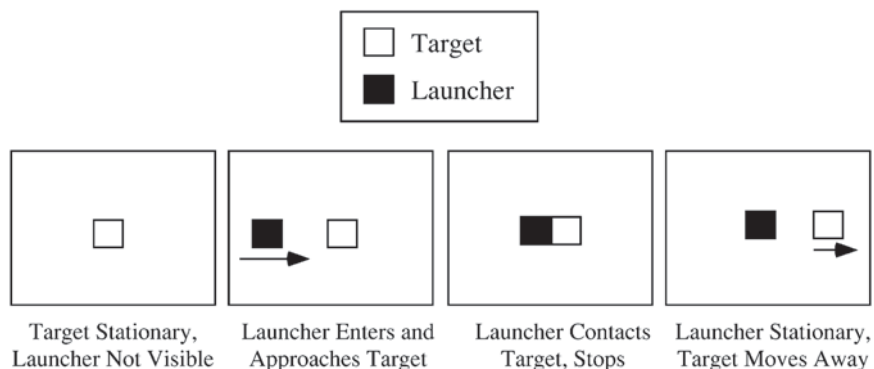 Target
Launcher
Target Stationary,
Launcher Not Visible
Launcher Enters and
Approaches Target
Launcher Contacts
Target, Stops
Launcher Stationary,
Target Moves Away